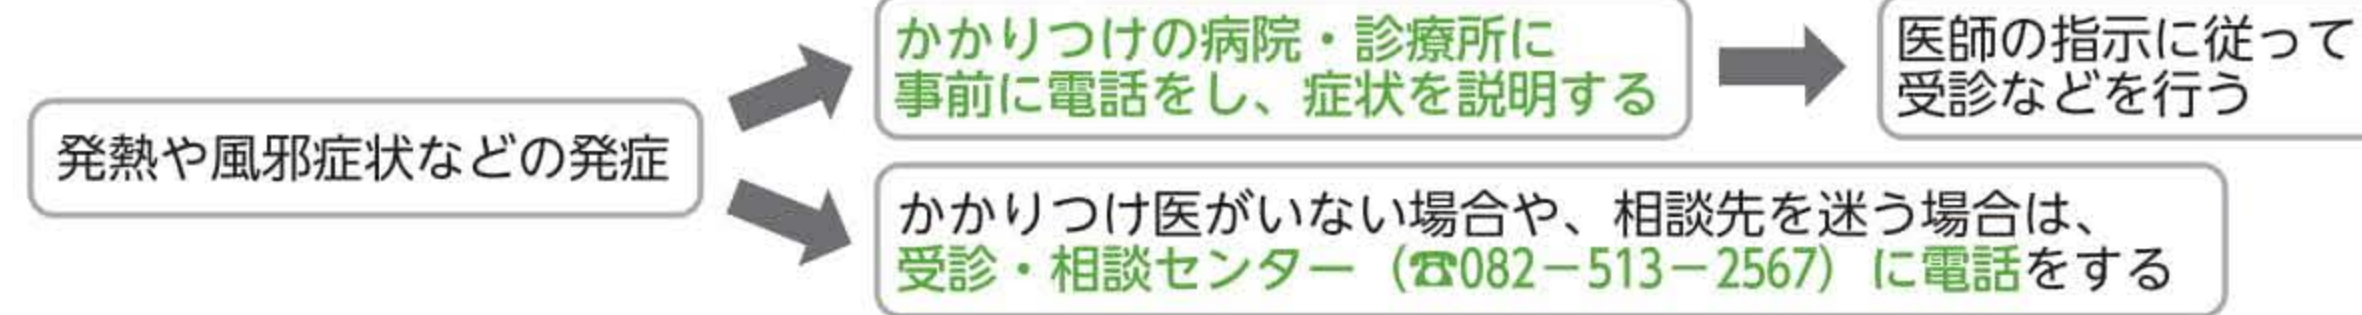 発熱や風邪症状などの発症
かかりつけの病院・診療所に
事前に電話をし、症状を説明する
医師の指示に従って
受診などを行う
かかりつけ医がいない場合や、相談先を迷う場合は、
受診・相談センター（☎082－513－2567）に電話をする